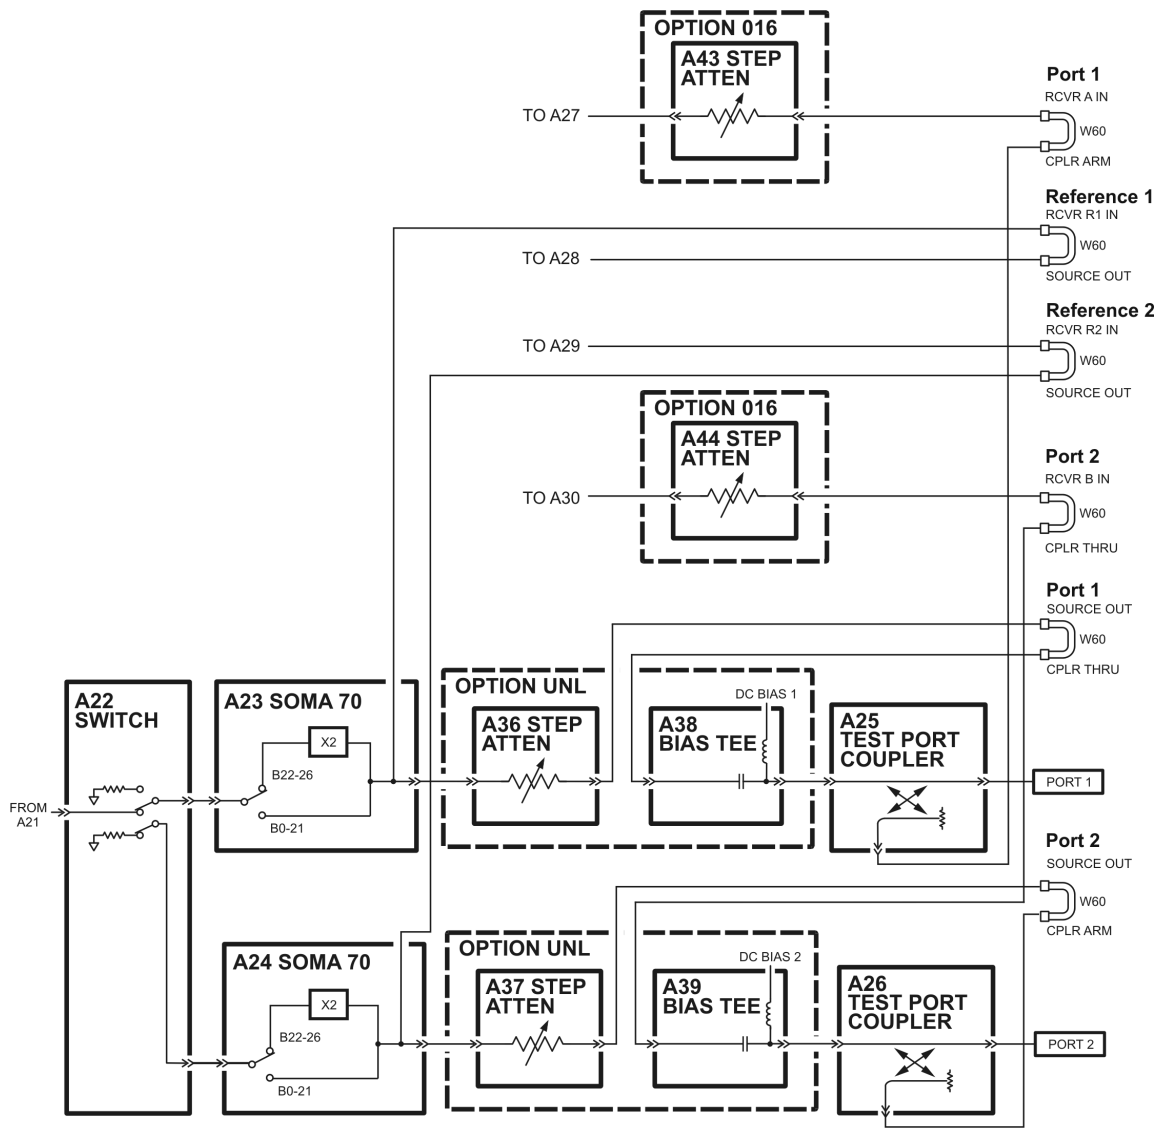 OPTION 016
A43 STEP
ATTEN
TO A27
Port 1
RCVR A IN
W60
CPLR ARM
Reference 1
RCVR R1 IN
W60
TO A28
SOURCE OUT
Reference 2
RCVR R2 IN
TO A29
W60
SOURCE OUT
OPTION 016
A44 STEP
ATTEN
TO A30
Port 2
RCVR B IN
W60
CPLR THRU
Port 1
SOURCE OUT
W60
CPLR THRU
A22
SWITCH
FROM
A21
A23 SOMA 70
X2
B22-26
B0-21
OPTION UNL
A36 STEP
ATTEN
DC BIAS 1
A38
BIAS TEE
A25
TEST PORT
COUPLER
PORT 1
Port 2
SOURCE OUT
W60
CPLR ARM
A24 SOMA 70
X2
B22-26
B0-21
OPTION UNL
A37 STEP
ATTEN
DC BIAS 2
A39
BIAS TEE
A26
TEST PORT
COUPLER
PORT 2